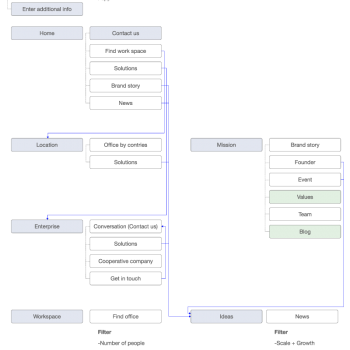 Enter additional info
Home
Contact us
Find work space
Solutions
Brand story
News
Location
Office by contries
Solutions
Mission
Brand story
Founder
Event
Values
Team
Blog
Enterprise
Conversation (Contact us)
Solutions
Cooperative company
Get in touch
Workspace
Find office
Ideas
News
Filter
-Number of people
Filter
-Scale + Growth